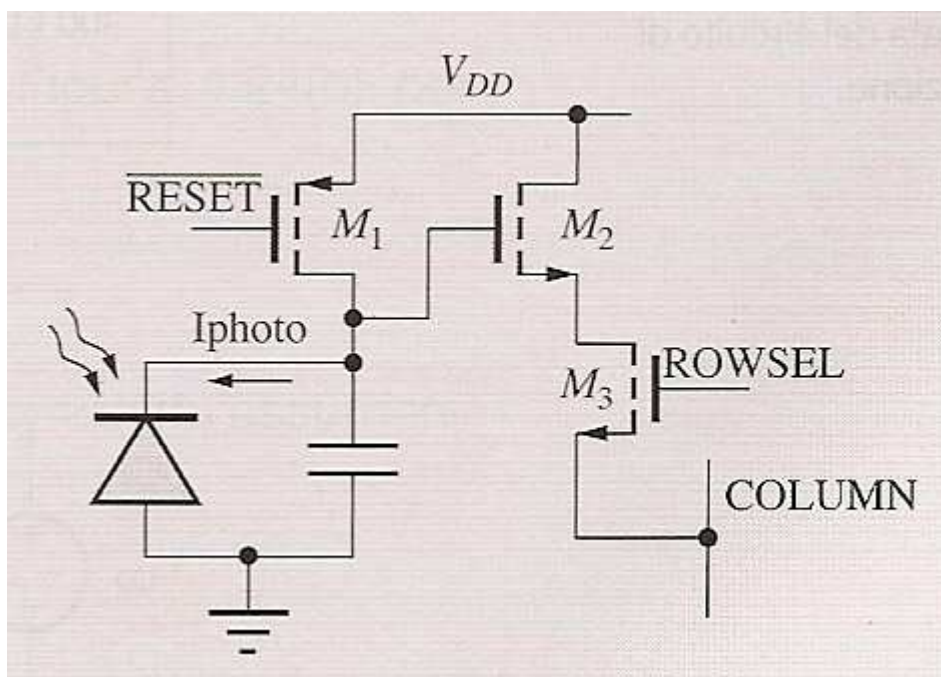 V_DD
RESET
M_1
M_2
Iphoto
M_3
ROWSEL
COLUMN